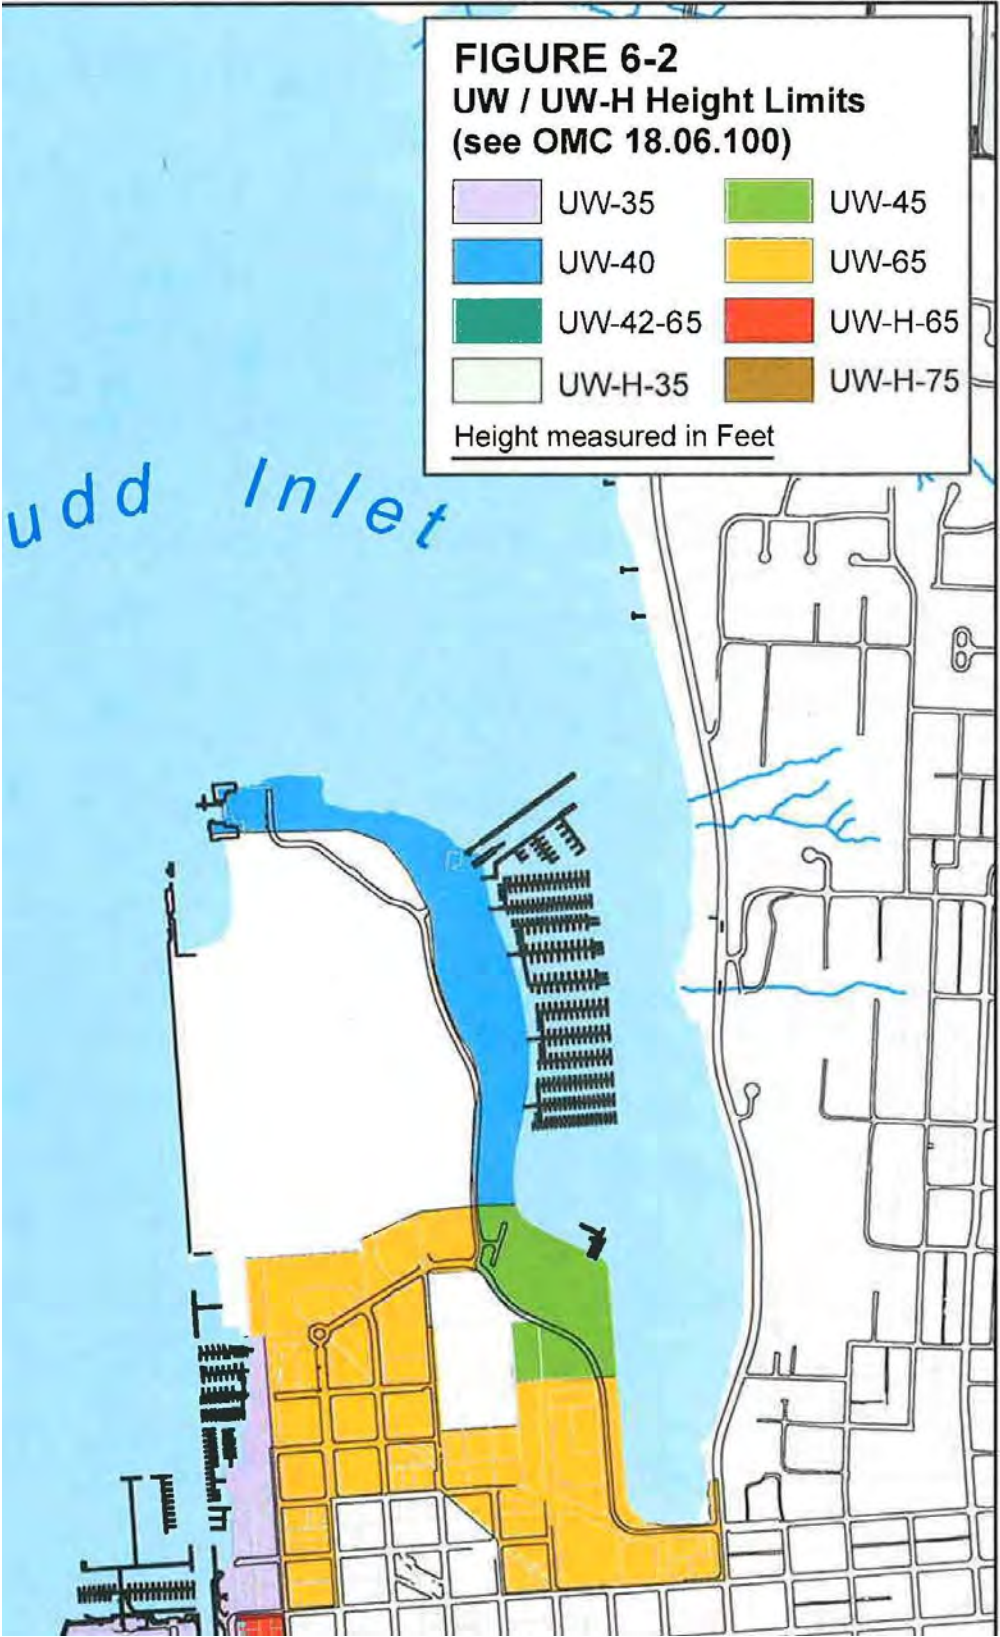 FIGURE 6-2
UW / UW-H Height Limits
(see OMC 18.06.100)
UW-35
UW-45
UW-40
UW-65
UW-42-65
UW-H-65
UW-H-35
UW-H-75
Height measured in Feet
udd Inlet